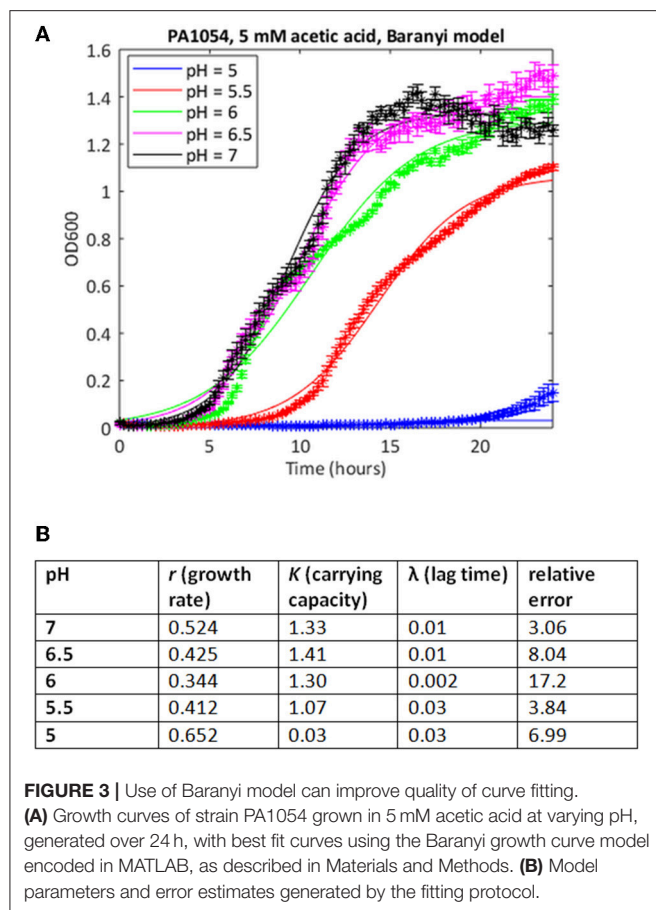 A
PA1054, 5 mM acetic acid, Baranyi model
1.6
1.4
1.2
1
0.8
0.6
0.4
0.2
0
OD600
pH = 5
pH = 5.5
pH = 6
pH = 6.5
pH = 7
0 5 10 15 20
Time (hours)
B
pH r (growth rate) K (carrying capacity) λ (lag time) relative error
7 0.524 1.33 0.01 3.06
6.5 0.425 1.41 0.01 8.04
6 0.344 1.30 0.002 17.2
5.5 0.412 1.07 0.03 3.84
5 0.652 0.03 0.03 6.99
FIGURE 3 | Use of Baranyi model can improve quality of curve fitting.
(A) Growth curves of strain PA1054 grown in 5 mM acetic acid at varying pH,
generated over 24 h, with best fit curves using the Baranyi growth curve model
encoded in MATLAB, as described in Materials and Methods. (B) Model
parameters and error estimates generated by the fitting protocol.